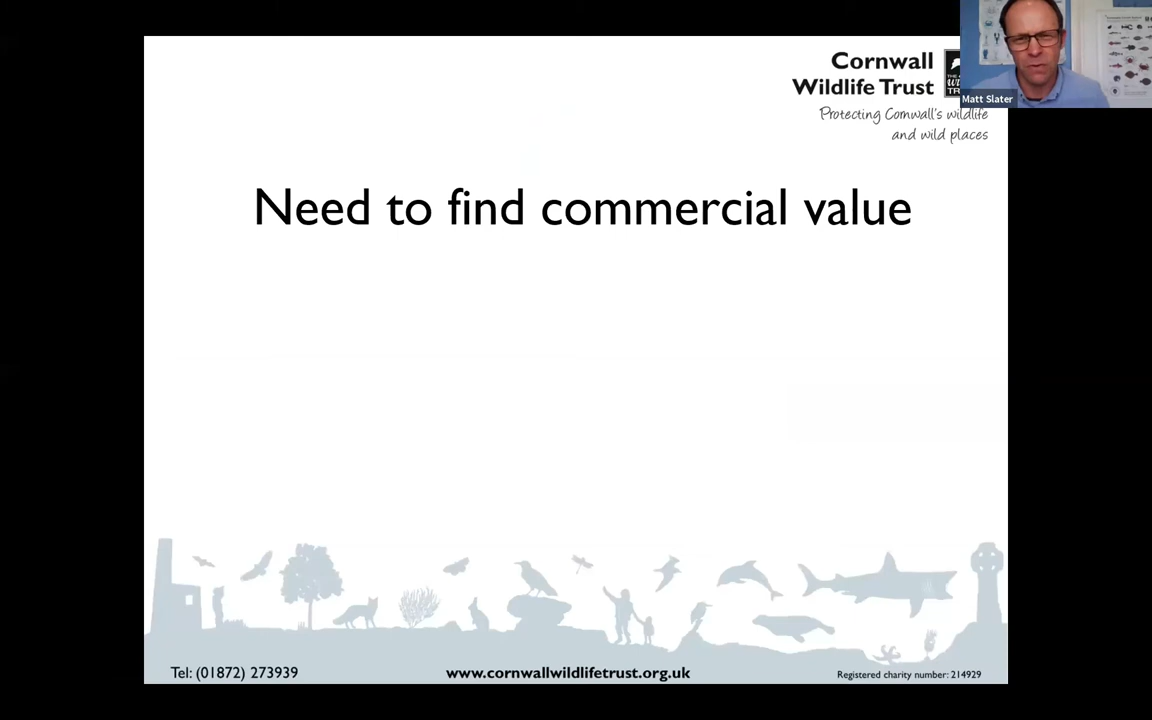 Cornwall
Wildlife Trust
Protecting Cornwall's wildlife
and wild places
Matt Slater
Need to find commercial value
Tel: (01872) 273939
www.cornwallwildlifetrust.org.uk
Registered charity number: 214929